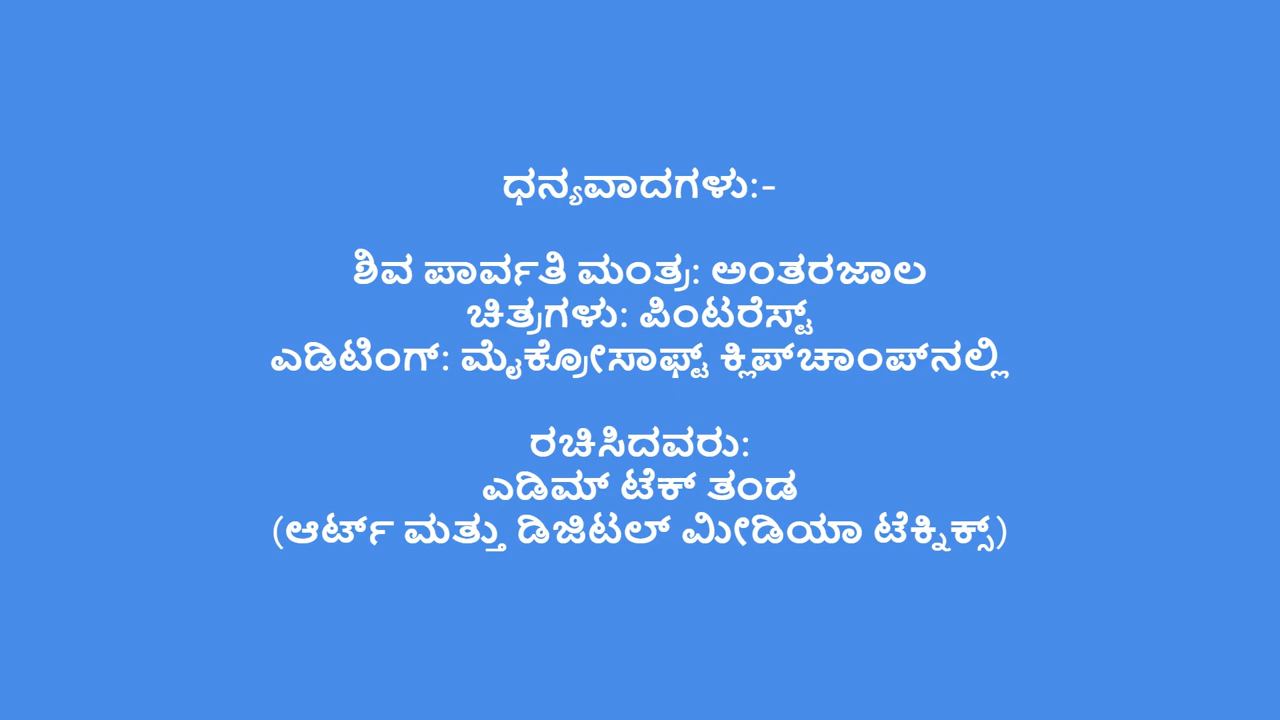 ಧನ್ಯವಾದಗಳು:-
ಶಿವ ಪಾರ್ವತಿ ಮಂತ್ರ: ಅಂತರಜಾಲ
ಚಿತ್ರಗಳು: ಪಿಂಟರೆಸ್ಟ್
ಎಡಿಟಿಂಗ್: ಮೈಕ್ರೋಸಾಫ್ಟ್ ಕ್ಲಿಪ್‌ಚಾಂಪ್‌ನಲ್ಲಿ
ರಚಿಸಿದವರು:
ಎಡಿಮ್ ಟೆಕ್ ತಂಡ
(ಆರ್ಟ್ ಮತ್ತು ಡಿಜಿಟಲ್ ಮೀಡಿಯಾ ಟೆಕ್ನಿಕ್ಸ್)